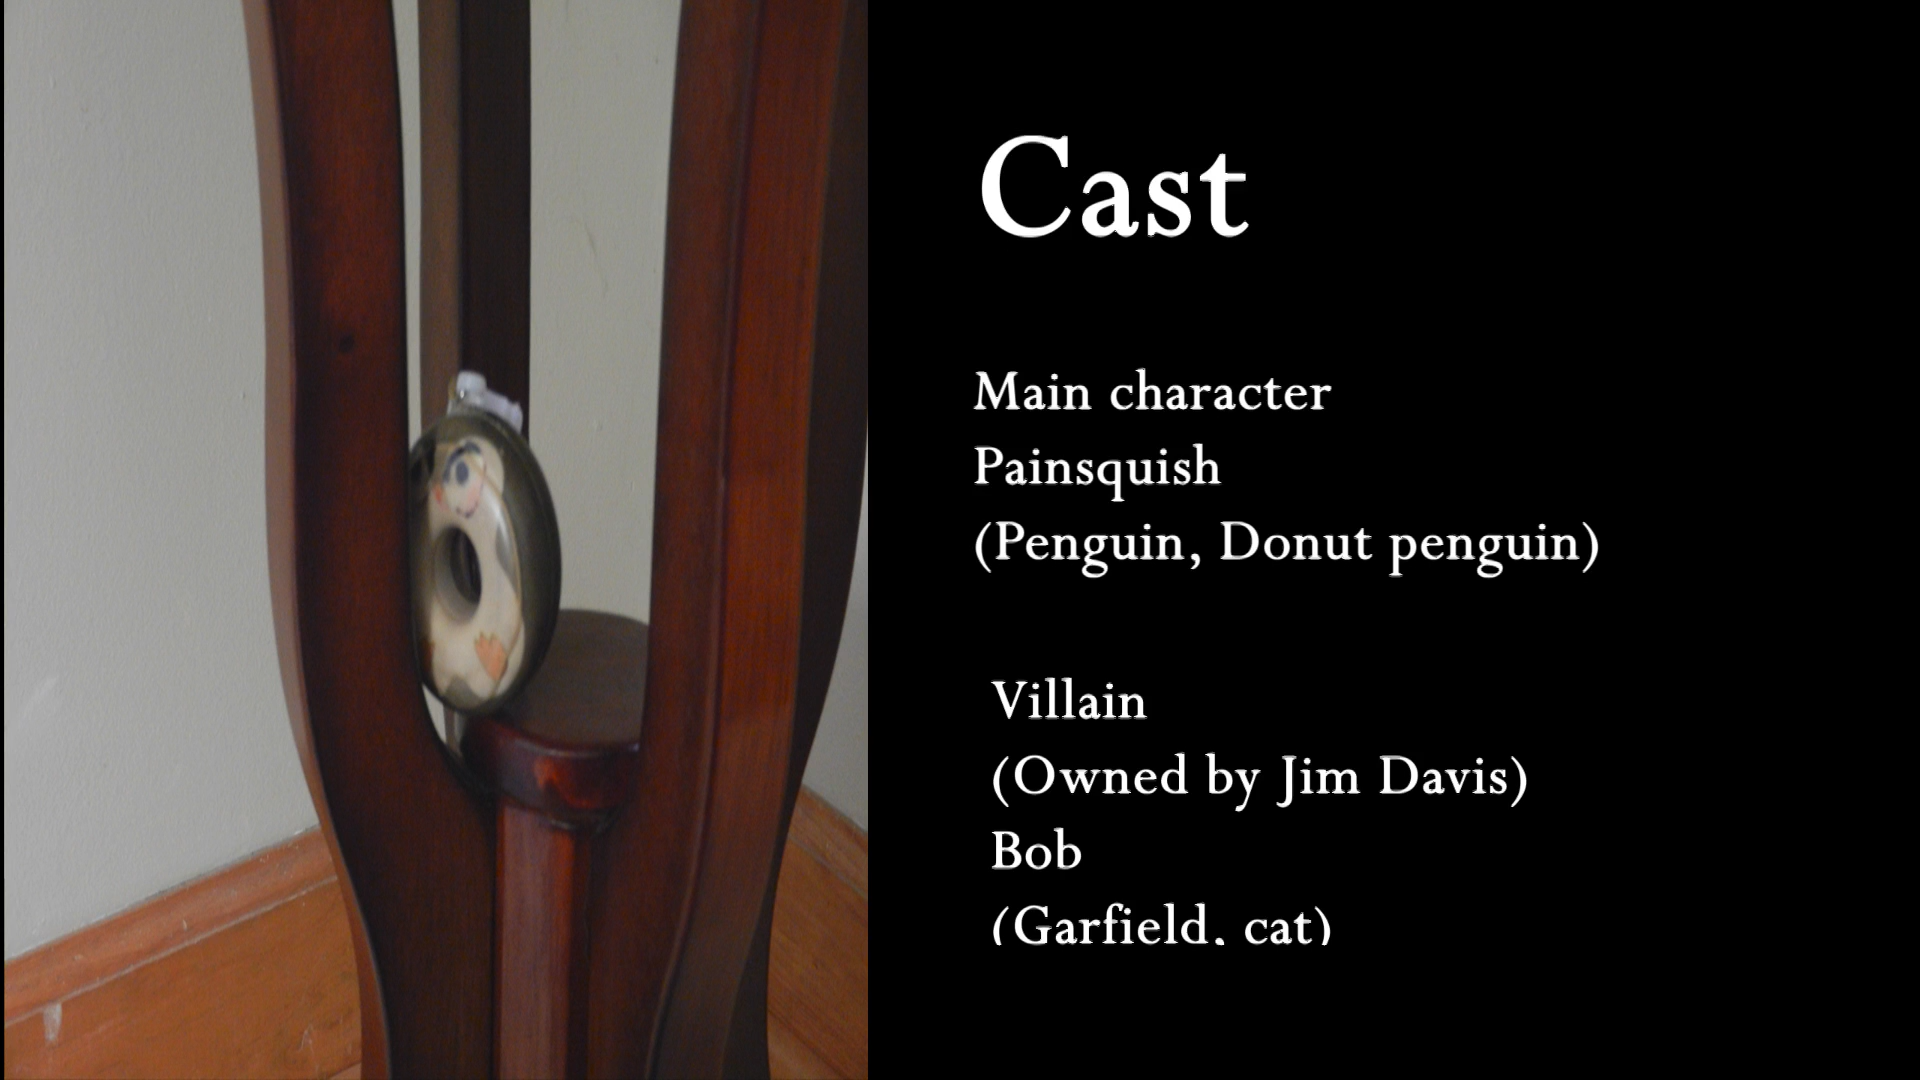 Cast
Main character
Painsquish
(Penguin, Donut penguin)
Villain
(Owned by Jim Davis)
Bob
(Garfield, cat)